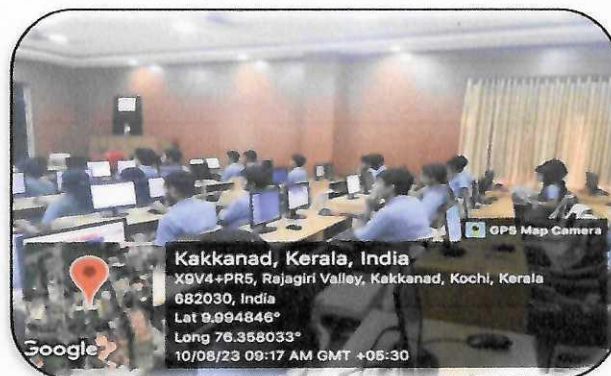 GPS Map Camera
Kakkanad, Kerala, India
X9V4+PR5, Rajagiri Valley, Kakkanad, Kochi, Kerala
682030, India
Lat 9.994846°
Long 76.358033°
10/08/23 09:17 AM GMT +05:30
Google